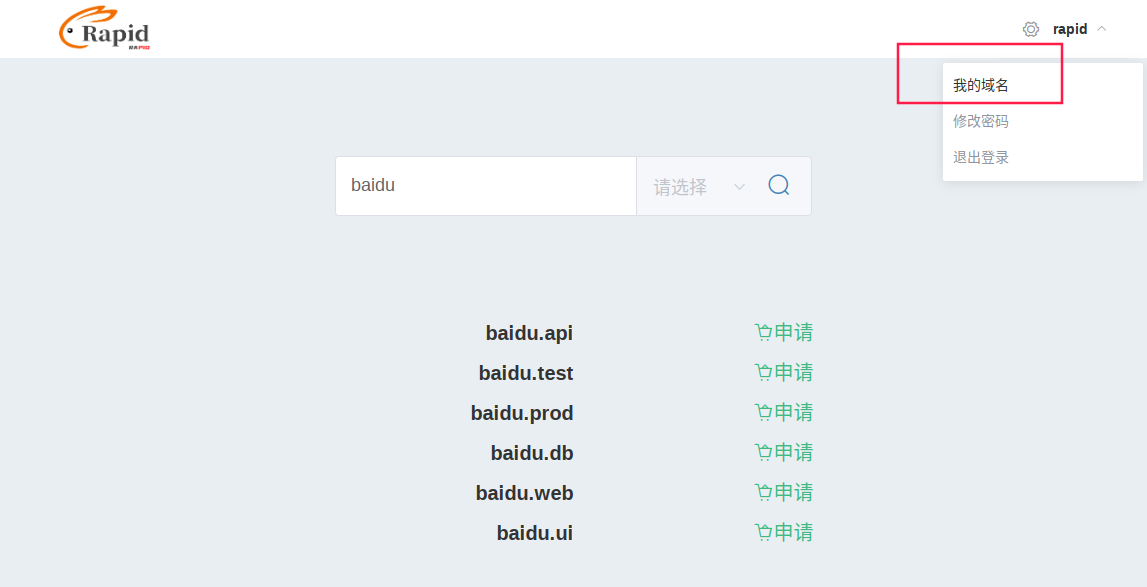 Rapid
RAPID
rapid
我的域名
修改密码
退出登录
baidu 请选择
baidu.api 申请
baidu.test 申请
baidu.prod 申请
baidu.db 申请
baidu.web 申请
baidu.ui 申请